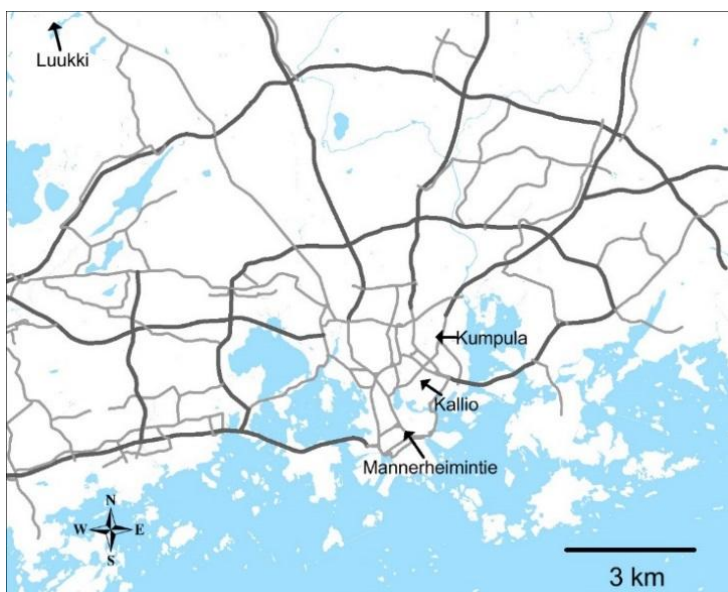 Luukki
Kumpula
Kallio
Mannerheimintie
N
W E
S
3 km